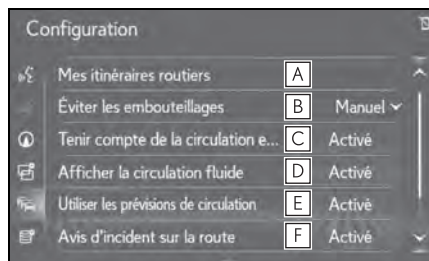 Configuration
Mes itinéraires routiers A
Éviter les embouteillages B Manuel
Tenir compte de la circulation e... C Activé
Afficher la circulation fluide D Activé
Utiliser les prévisions de circulation E Activé
Avis d'incident sur la route F Activé